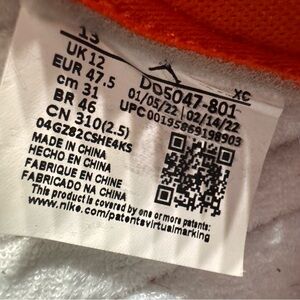 13
UK 12
EUR 47.5
cm 31
BR 46
CN 310(2.5)
04GZ82CSHE4KS
XC
DO5047-801
01/05/22 02/14/22
UPC 00195869198903
MADE IN CHINA
HECHO EN CHINA
FABRIQUE EN CHINE
FABRICADO NA CHINA
This product is covered by one or more patents:
www.nike.com/patentsvirtualmarking